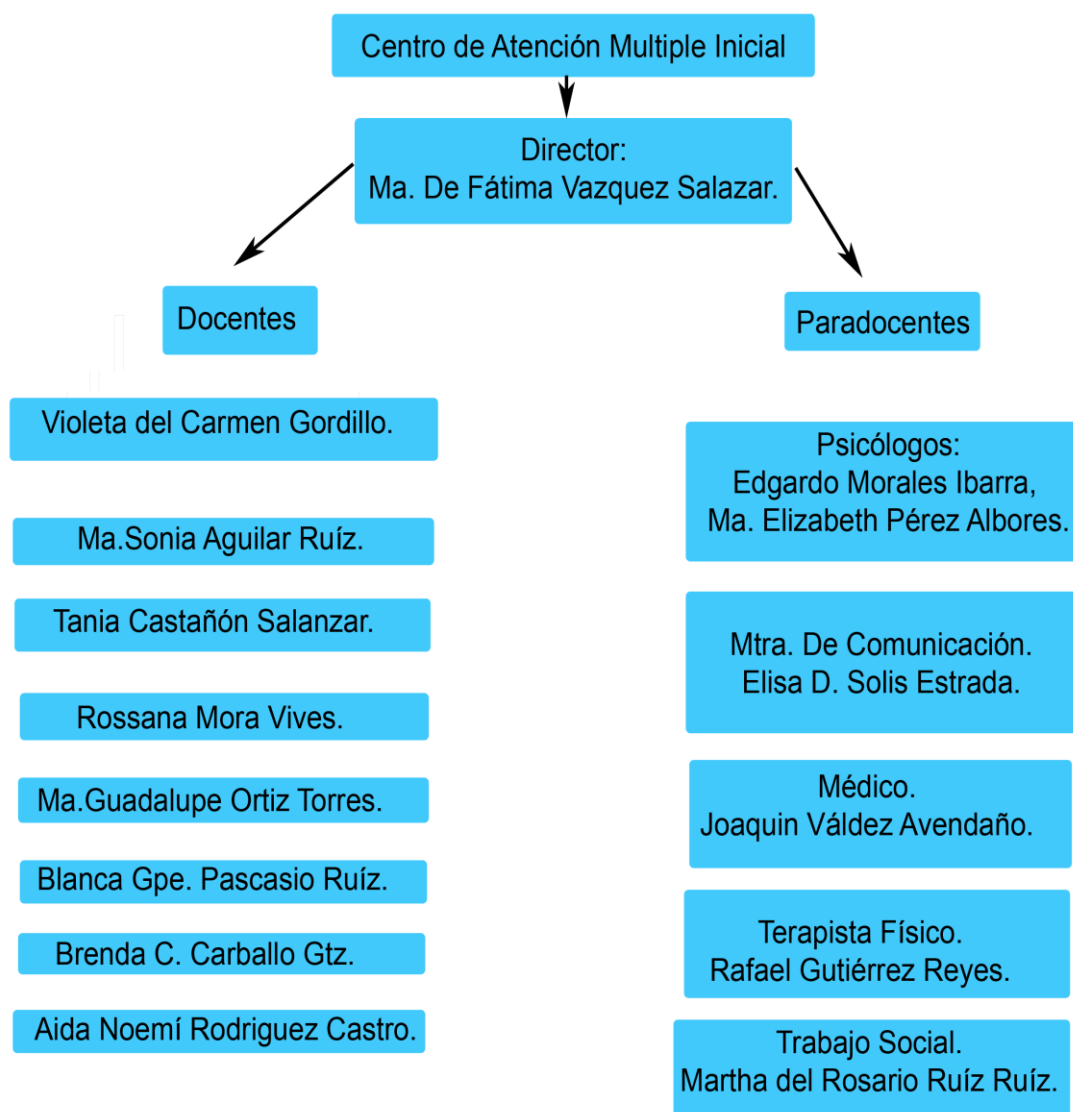 Centro de Atención Multiple Inicial
Director:
Ma. De Fátima Vazquez Salazar.
Docentes
Violeta del Carmen Gordillo.
Ma.Sonia Aguilar Ruíz.
Tania Castañón Salanzar.
Rossana Mora Vives.
Ma.Guadalupe Ortiz Torres.
Blanca Gpe. Pascasio Ruíz.
Brenda C. Carballo Gtz.
Aida Noemí Rodriguez Castro.
Paradocentes
Psicólogos:
Edgardo Morales Ibarra,
Ma. Elizabeth Pérez Albores.
Mtra. De Comunicación.
Elisa D. Solis Estrada.
Médico.
Joaquin Váldez Avendaño.
Terapista Físico.
Rafael Gutiérrez Reyes.
Trabajo Social.
Martha del Rosario Ruíz Ruíz.